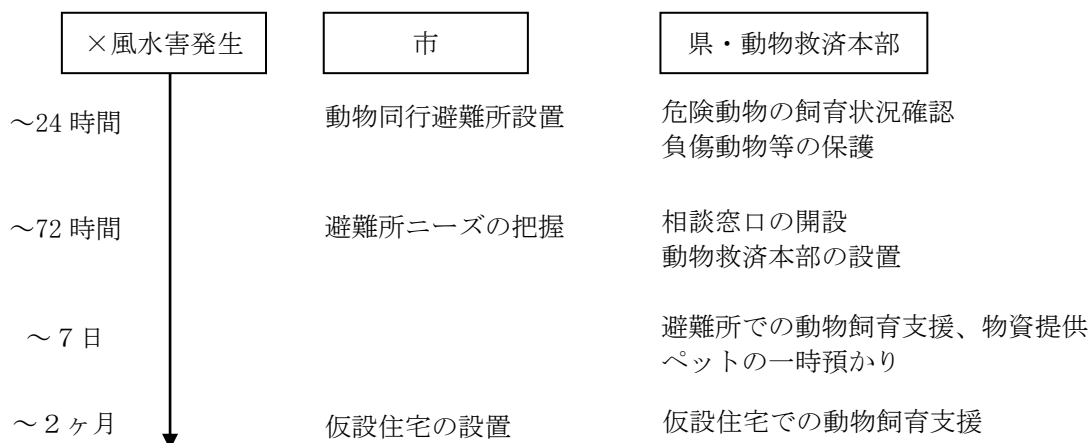 ×風水害発生
市
県・動物救済本部
～24 時間
動物同行避難所設置
危険動物の飼育状況確認
負傷動物等の保護
～72 時間
避難所ニーズの把握
相談窓口の開設
動物救済本部の設置
～７日
避難所での動物飼育支援、物資提供
ペットの一時預かり
～２ヶ月
仮設住宅の設置
仮設住宅での動物飼育支援